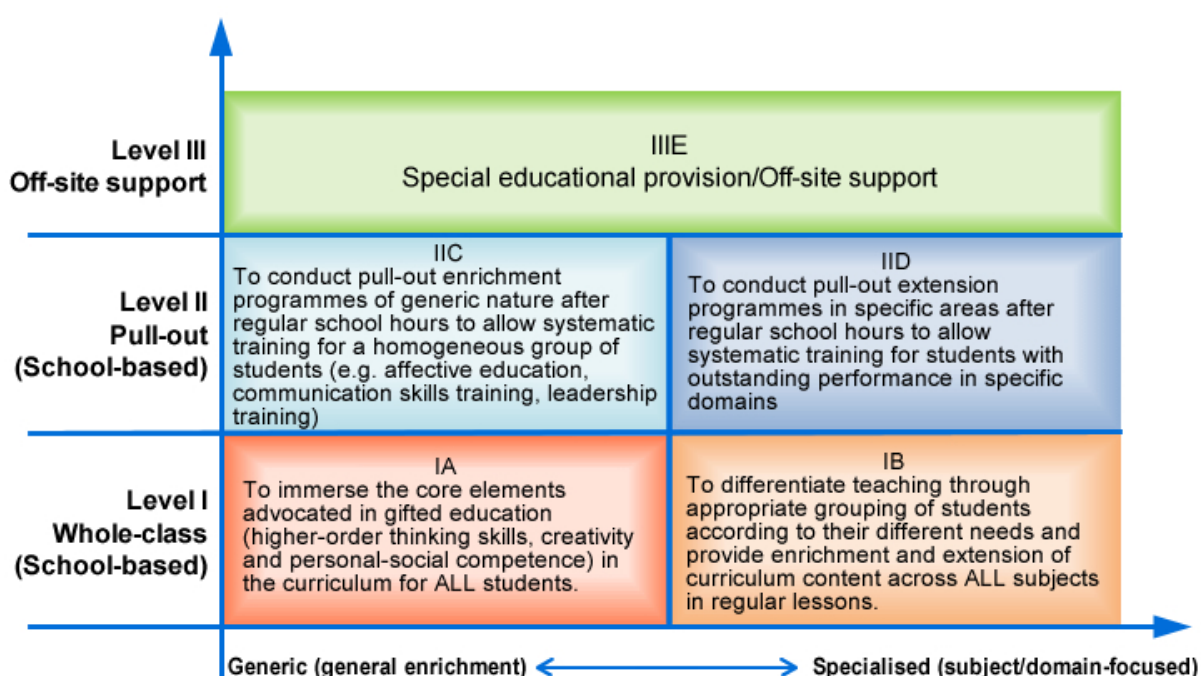 Level III
Off-site support
IIIE
Special educational provision/Off-site support
Level II
Pull-out
(School-based)
IIC
To conduct pull-out enrichment
programmes of generic nature after
regular school hours to allow systematic
training for a homogeneous group of
students (e.g. affective education,
communication skills training, leadership
training)
IID
To conduct pull-out extension
programmes in specific areas after
regular school hours to allow
systematic training for students with
outstanding performance in specific
domains
Level I
Whole-class
(School-based)
IA
To immerse the core elements
advocated in gifted education
(higher-order thinking skills, creativity
and personal-social competence) in
the curriculum for ALL students.
IB
To differentiate teaching through
appropriate grouping of students
according to their different needs and
provide enrichment and extension of
curriculum content across ALL subjects
in regular lessons.
Generic (general enrichment)
Specialised (subject/domain-focused)